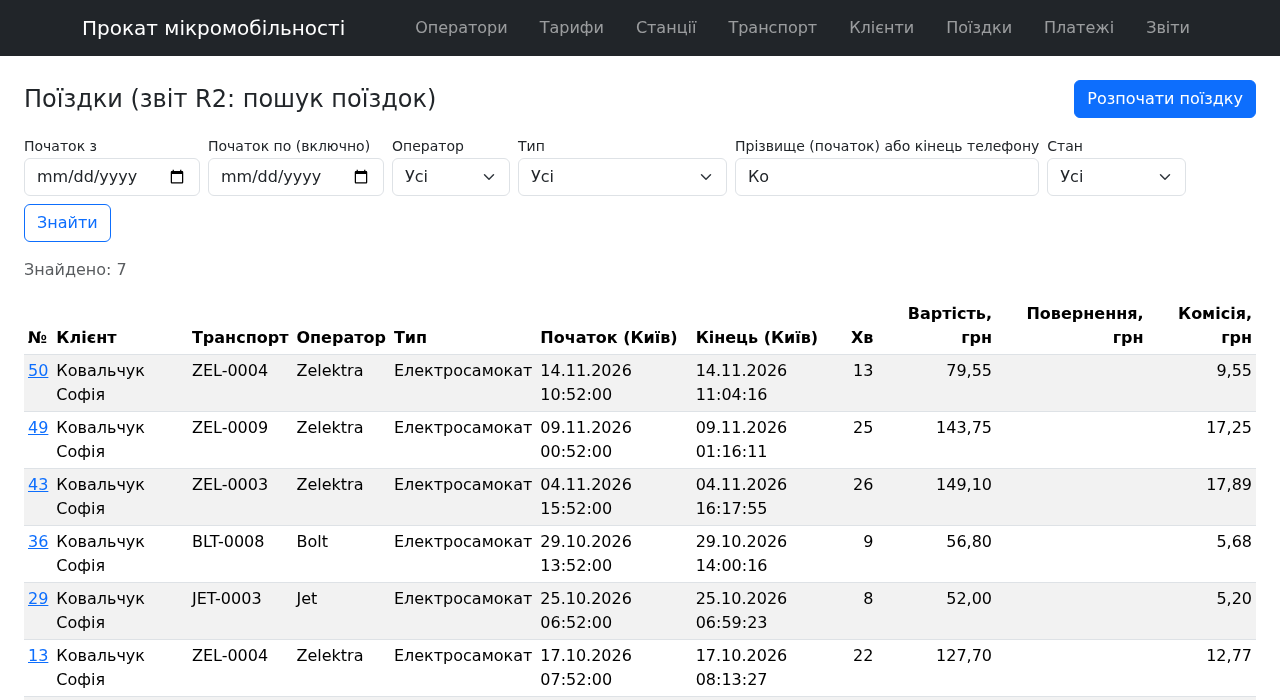 Прокат мікромобільності Оператори Тарифи Станції Транспорт Клієнти Поїздки Платежі Звіти
Поїздки (звіт R2: пошук поїздок) Розпочати поїздку
Початок з Початок по (включно) Оператор Тип Прізвище (початок) або кінець телефону Стан
mm/dd/yyyy mm/dd/yyyy Усі Усі Ко Усі
Знайти
Знайдено: 7
Вартість, Повернення, Комісія,
№ Клієнт Транспорт Оператор Тип Початок (Київ) Кінець (Київ) Хв грн грн грн
50 Ковальчук ZEL-0004 Zelektra Електросамокат 14.11.2026 14.11.2026 13 79,55 9,55
Софія 10:52:00 11:04:16
49 Ковальчук ZEL-0009 Zelektra Електросамокат 09.11.2026 09.11.2026 25 143,75 17,25
Софія 00:52:00 01:16:11
43 Ковальчук ZEL-0003 Zelektra Електросамокат 04.11.2026 04.11.2026 26 149,10 17,89
Софія 15:52:00 16:17:55
36 Ковальчук BLT-0008 Bolt Електросамокат 29.10.2026 29.10.2026 9 56,80 5,68
Софія 13:52:00 14:00:16
29 Ковальчук JET-0003 Jet Електросамокат 25.10.2026 25.10.2026 8 52,00 5,20
Софія 06:52:00 06:59:23
13 Ковальчук ZEL-0004 Zelektra Електросамокат 17.10.2026 17.10.2026 22 127,70 12,77
Софія 07:52:00 08:13:27